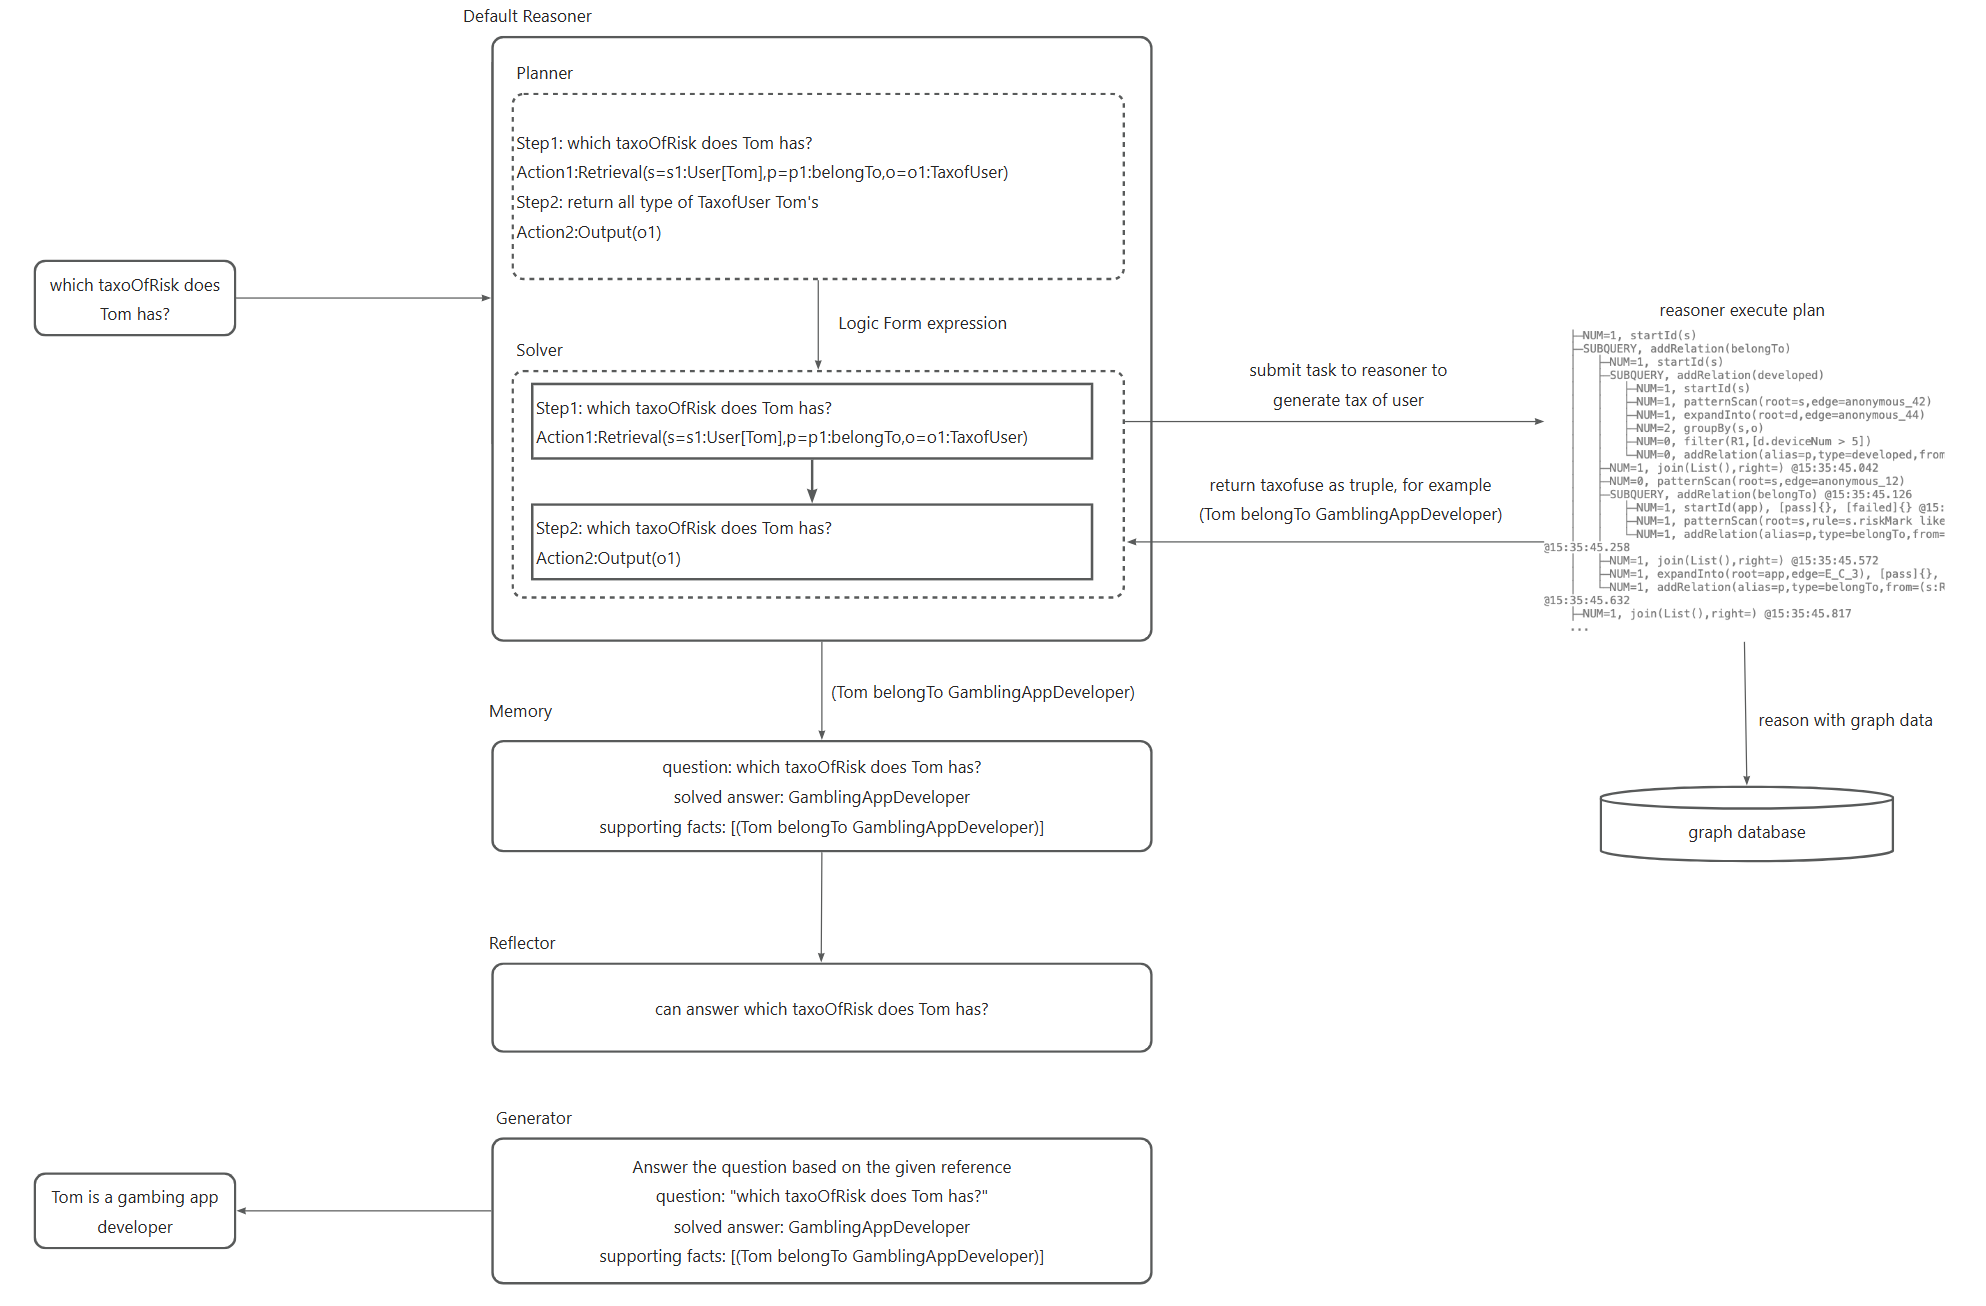 Default Reasoner
Planner
Step1: which taxoOfRisk does Tom has?
Action1:Retrieval(s=s1:User[Tom],p=p1:belongTo,o=o1:TaxofUser)
Step2: return all type of TaxofUser Tom's
Action2:Output(o1)
which taxoOfRisk does
Tom has?
Logic Form expression
Solver
Step1: which taxoOfRisk does Tom has?
Action1:Retrieval(s=s1:User[Tom],p=p1:belongTo,o=o1:TaxofUser)
Step2: which taxoOfRisk does Tom has?
Action2:Output(o1)
submit task to reasoner to
generate tax of user
return taxofuse as truple, for example
(Tom belongTo GamblingAppDeveloper)
reasoner execute plan
NUM=1, startId(s)
SUBQUERY, addRelation(belongTo)
NUM=1, startId(s)
SUBQUERY, addRelation(developed)
NUM=1, startId(s)
NUM=1, patternScan(root=s,edge=anonymous_42)
NUM=1, expandInto(root=d,edge=anonymous_44)
NUM=2, groupBy(s,o)
NUM=0, filter(R1,[d.deviceNum > 5])
NUM=0, addRelation(alias=p,type=developed,from
NUM=1, join(List(),right=) @15:35:45.042
NUM=0, patternScan(root=s,edge=anonymous_12)
SUBQUERY, addRelation(belongTo) @15:35:45.126
NUM=1, startId(app), [pass]{}, [failed]{} @15:
NUM=1, patternScan(root=s,rule=s.riskMark like
NUM=1, addRelation(alias=p,type=belongTo,from=
@15:35:45.258
NUM=1, join(List(),right=) @15:35:45.572
NUM=1, expandInto(root=app,edge=E_C_3), [pass]{},
NUM=1, addRelation(alias=p,type=belongTo,from=(s:R
@15:35:45.632
NUM=1, join(List(),right=) @15:35:45.817
...
reason with graph data
graph database
(Tom belongTo GamblingAppDeveloper)
Memory
question: which taxoOfRisk does Tom has?
solved answer: GamblingAppDeveloper
supporting facts: [(Tom belongTo GamblingAppDeveloper)]
Reflector
can answer which taxoOfRisk does Tom has?
Generator
Answer the question based on the given reference
question: "which taxoOfRisk does Tom has?"
solved answer: GamblingAppDeveloper
supporting facts: [(Tom belongTo GamblingAppDeveloper)]
Tom is a gambing app
developer